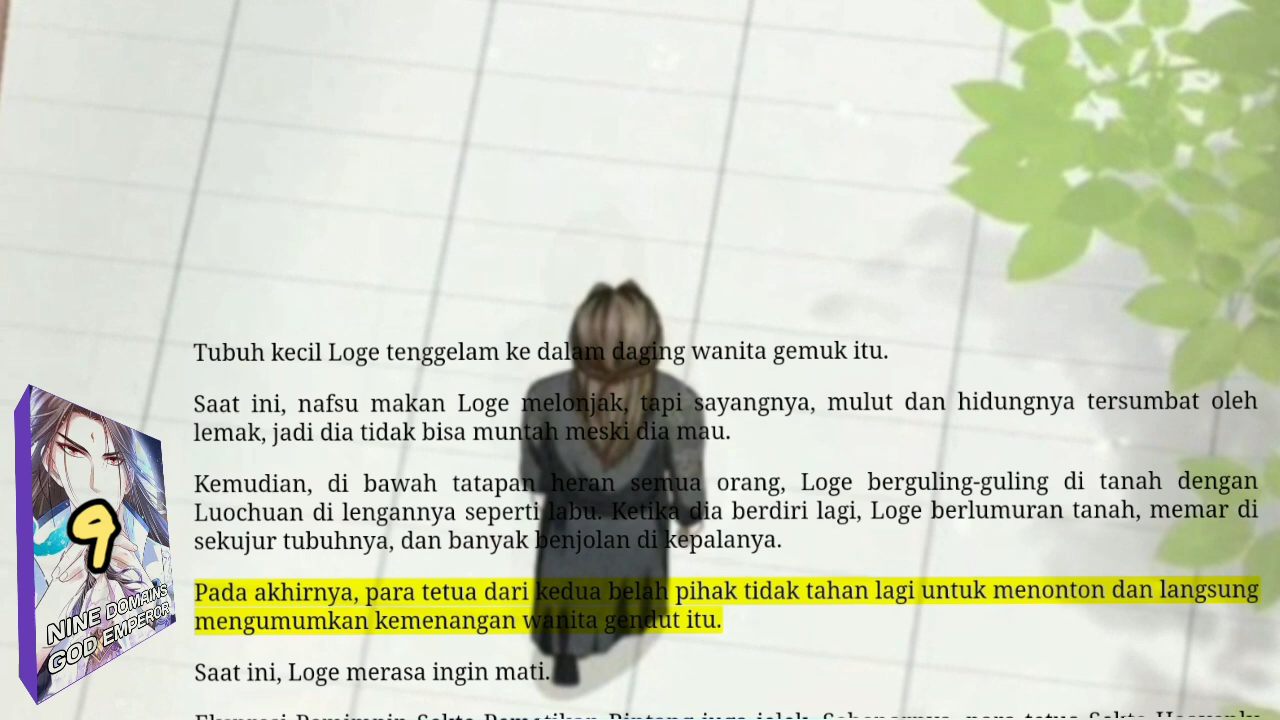 Tubuh kecil Loge tenggelam ke dalam daging wanita gemuk itu.
Saat ini, nafsu makan Loge melonjak, tapi sayangnya, mulut dan hidungnya tersumbat oleh
lemak, jadi dia tidak bisa muntah meski dia mau.
Kemudian, di bawah tatapan heran semua orang, Loge berguling-guling di tanah dengan
Luochuan di lengannya seperti labu. Ketika dia berdiri lagi, Loge berlumuran tanah, memar di
sekujur tubuhnya, dan banyak benjolan di kepalanya.
Pada akhirnya, para tetua dari kedua belah pihak tidak tahan lagi untuk menonton dan langsung
mengumumkan kemenangan wanita gendut itu.
Saat ini, Loge merasa ingin mati.
9
NINE DOMAINS
GOD EMPEROR